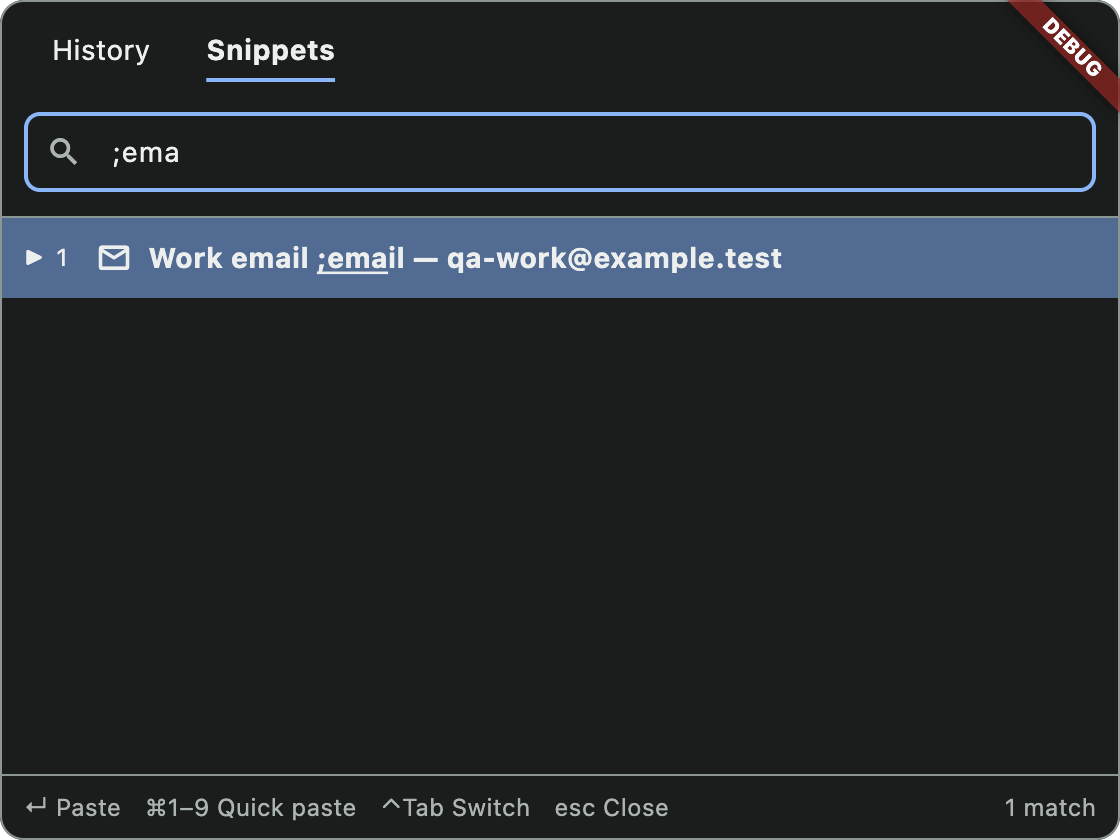 History Snippets
DEBUG
;ema
▶ 1 Work email ;email — qa-work@example.test
↵ Paste ⌘1–9 Quick paste ^Tab Switch esc Close 1 match